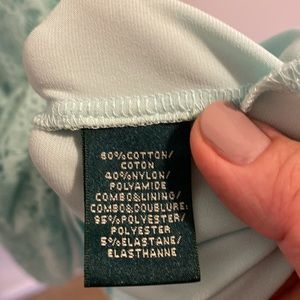 60%COTTON/
COTON
40%NYLON/
POLYAMIDE
COMBO&LINING/
COMBO&DOUBLURE:
95%POLYESTER/
POLYESTER
5%ELASTANE/
ELASTHANNE